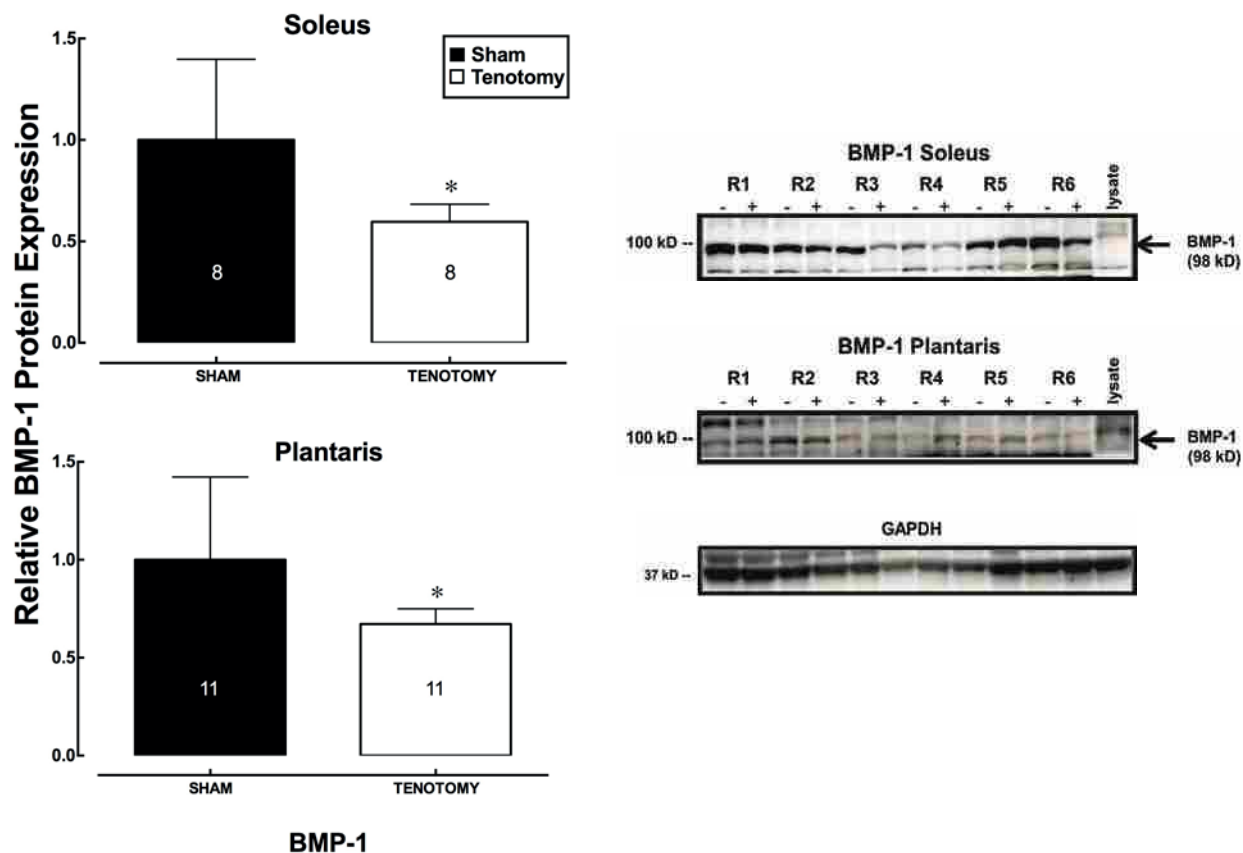 Relative BMP-1 Protein Expression
Soleus
Sham
Tenotomy
1.5
1.0
0.5
0.0
*
8
8
SHAM TENOTOMY
Plantaris
1.5
1.0
0.5
0.0
*
11
11
SHAM TENOTOMY
BMP-1
BMP-1 Soleus
R1 R2 R3 R4 R5 R6 lysate
- + - + - + - + - + - +
100 kD --
BMP-1
(98 kD)
BMP-1 Plantaris
R1 R2 R3 R4 R5 R6 lysate
- + - + - + - + - + - +
100 kD --
BMP-1
(98 kD)
GAPDH
37 kD --